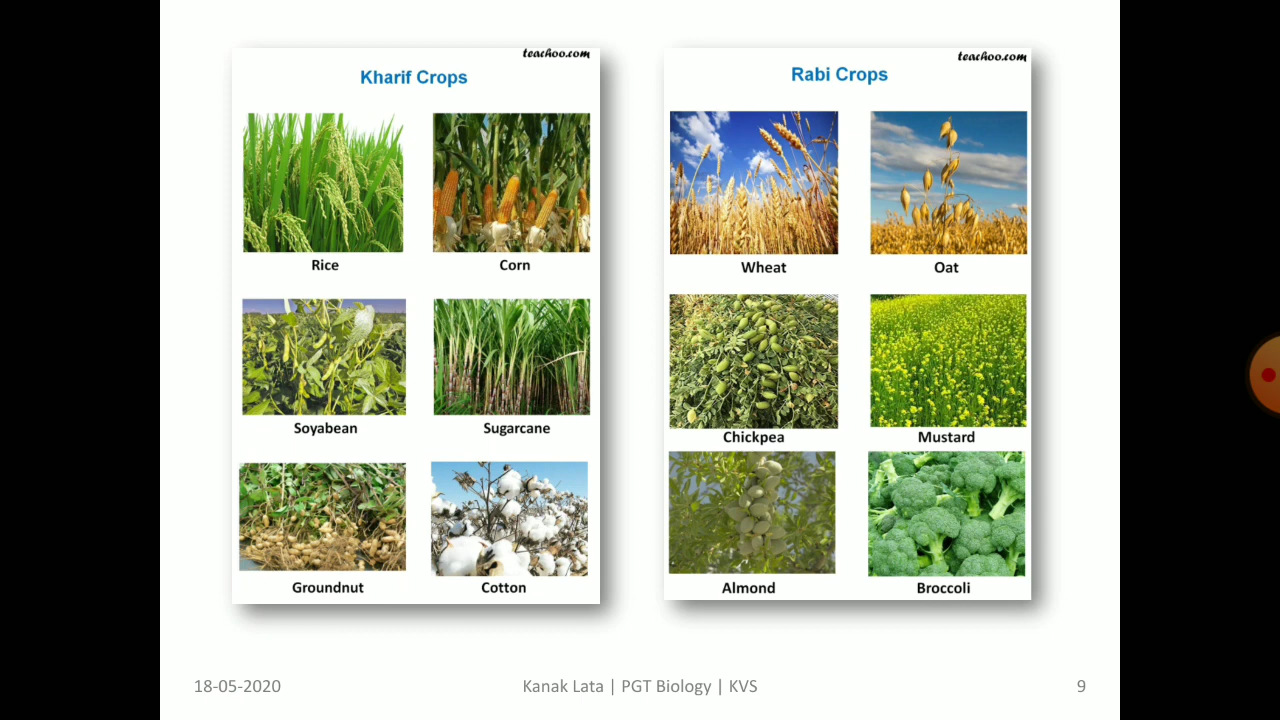 teachoo.com
Kharif Crops
Rice
Corn
Soyabean
Sugarcane
Groundnut
Cotton
teachoo.com
Rabi Crops
Wheat
Oat
Chickpea
Mustard
Almond
Broccoli
18-05-2020
Kanak Lata | PGT Biology | KVS
9